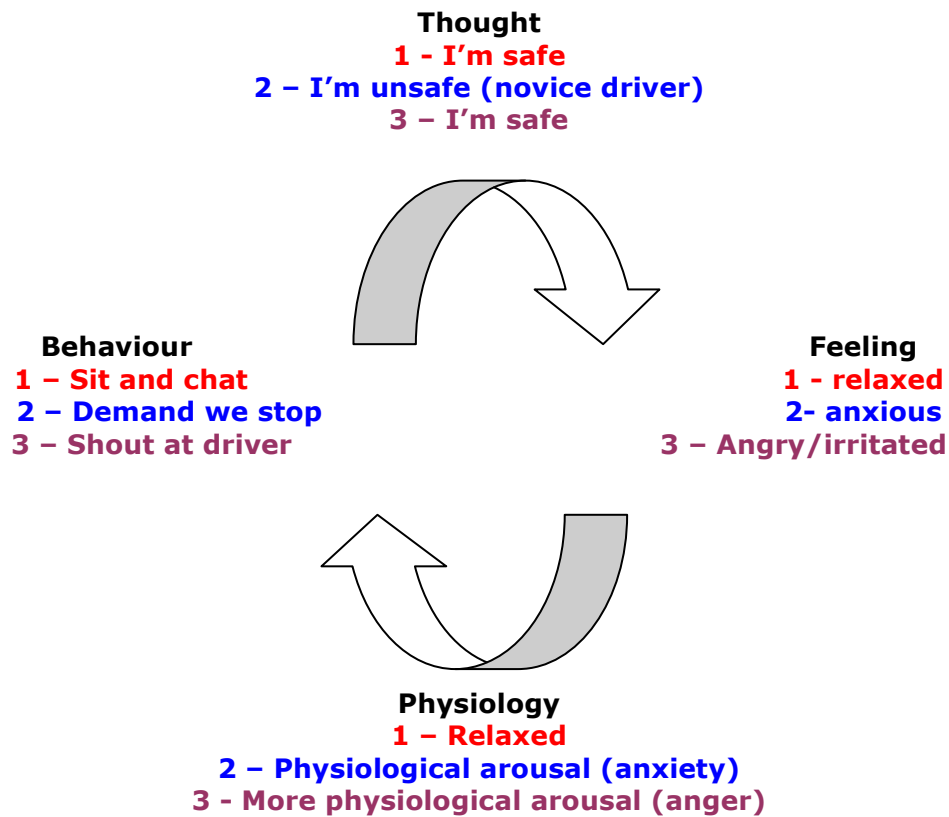 Thought
1 - I’m safe
2 – I’m unsafe (novice driver)
3 – I’m safe
Behaviour
1 – Sit and chat
2 – Demand we stop
3 – Shout at driver
Feeling
1 - relaxed
2- anxious
3 – Angry/irritated
Physiology
1 – Relaxed
2 – Physiological arousal (anxiety)
3 - More physiological arousal (anger)